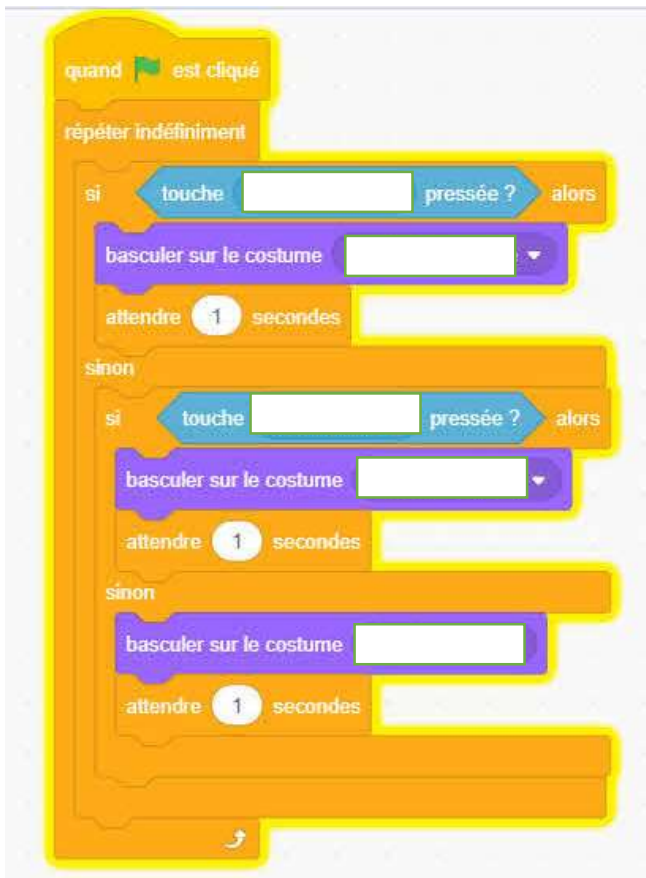 quand est cliqué
répéter indéfiniment
si touche pressée ? alors
basculer sur le costume
attendre 1 secondes
sinon
si touche pressée ? alors
basculer sur le costume
attendre 1 secondes
sinon
basculer sur le costume
attendre 1 secondes